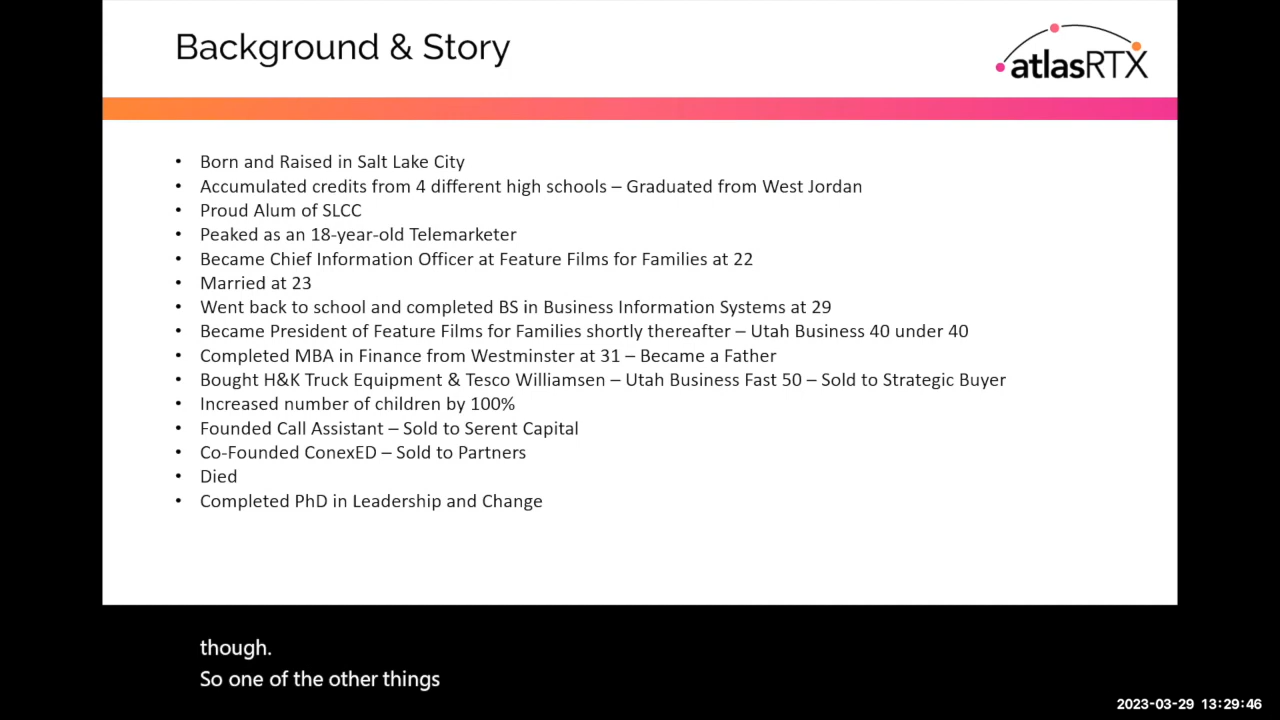 Background & Story
atlasRTX
• Born and Raised in Salt Lake City
• Accumulated credits from 4 different high schools – Graduated from West Jordan
• Proud Alum of SLCC
• Peaked as an 18-year-old Telemarketer
• Became Chief Information Officer at Feature Films for Families at 22
• Married at 23
• Went back to school and completed BS in Business Information Systems at 29
• Became President of Feature Films for Families shortly thereafter – Utah Business 40 under 40
• Completed MBA in Finance from Westminster at 31 – Became a Father
• Bought H&K Truck Equipment & Tesco Williamsen – Utah Business Fast 50 – Sold to Strategic Buyer
• Increased number of children by 100%
• Founded Call Assistant – Sold to Serent Capital
• Co-Founded ConexED – Sold to Partners
• Died
• Completed PhD in Leadership and Change
though.
So one of the other things
2023-03-29 13:29:46